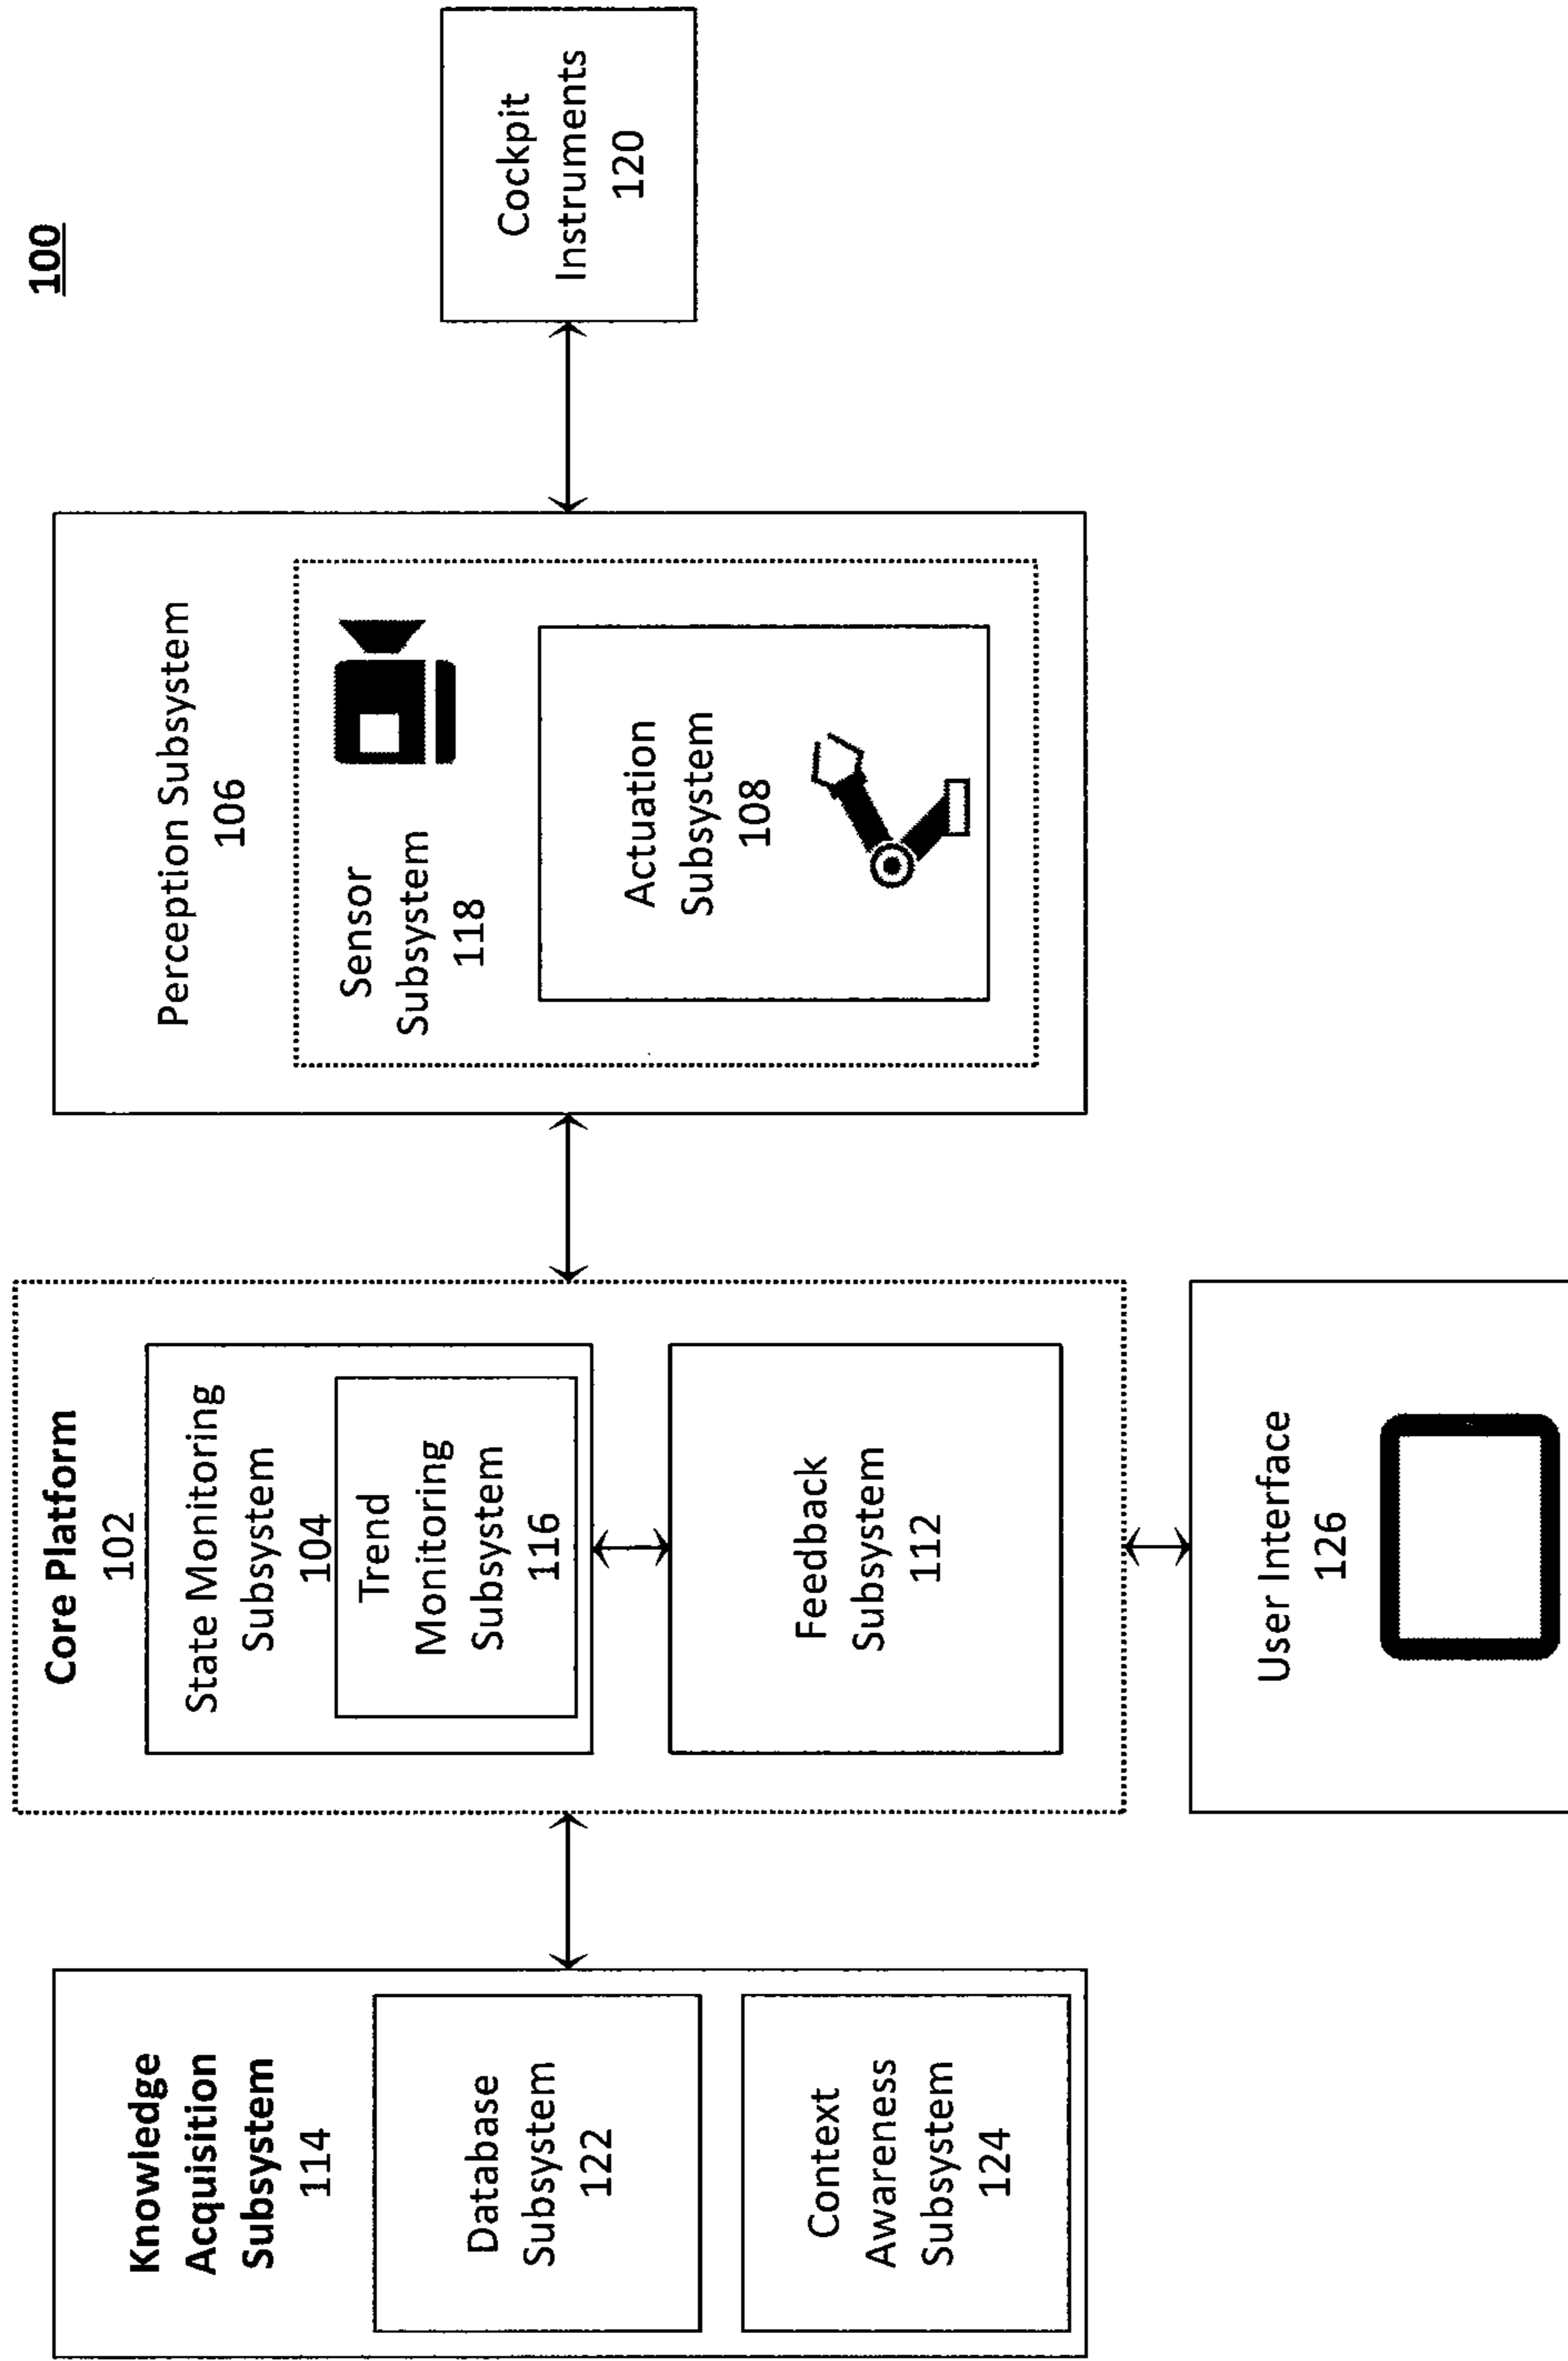 100
Knowledge
Acquisition
Subsystem
114
Database
Subsystem
122
Context
Awareness
Subsystem
124
Core Platform
102
State Monitoring
Subsystem
104
Trend
Monitoring
Subsystem
116
Feedback
Subsystem
112
User Interface
126
Perception Subsystem
106
Sensor
Subsystem
118
Actuation
Subsystem
108
Cockpit
Instruments
120